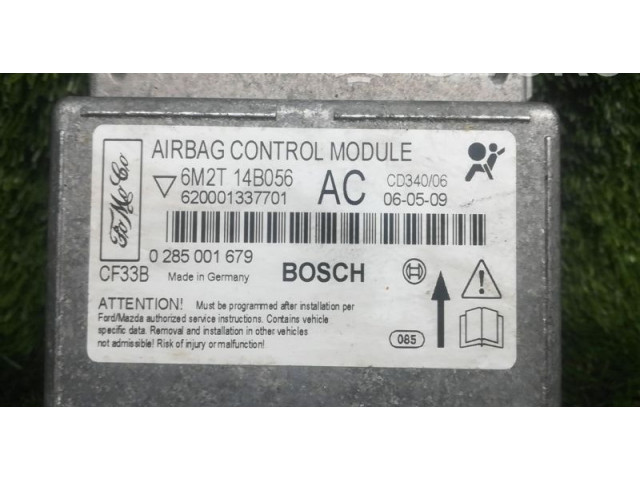 AIRBAG CONTROL MODULE
6M2T 14B056 AC CD340/06
620001337701 06-05-09
FoMoCo
0 285 001 679
CF33B Made in Germany BOSCH
ATTENTION! Must be programmed after installation per
Ford/Mazda authorized service instructions. Contains vehicle
specific data. Removal and installation in other vehicles
not admissible! Risk of injury or malfunction!
085